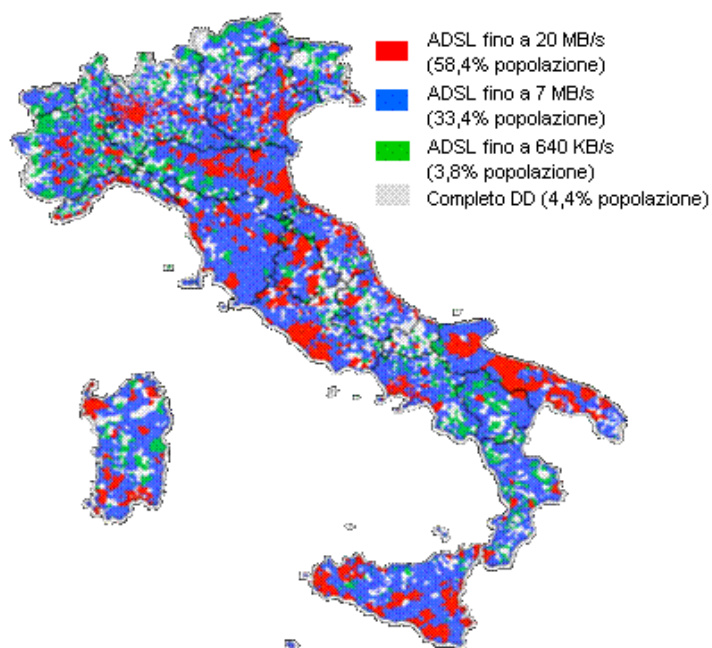 ADSL fino a 20 MB/s
(58,4% popolazione)
ADSL fino a 7 MB/s
(33,4% popolazione)
ADSL fino a 640 KB/s
(3,8% popolazione)
Completo DD (4,4% popolazione)